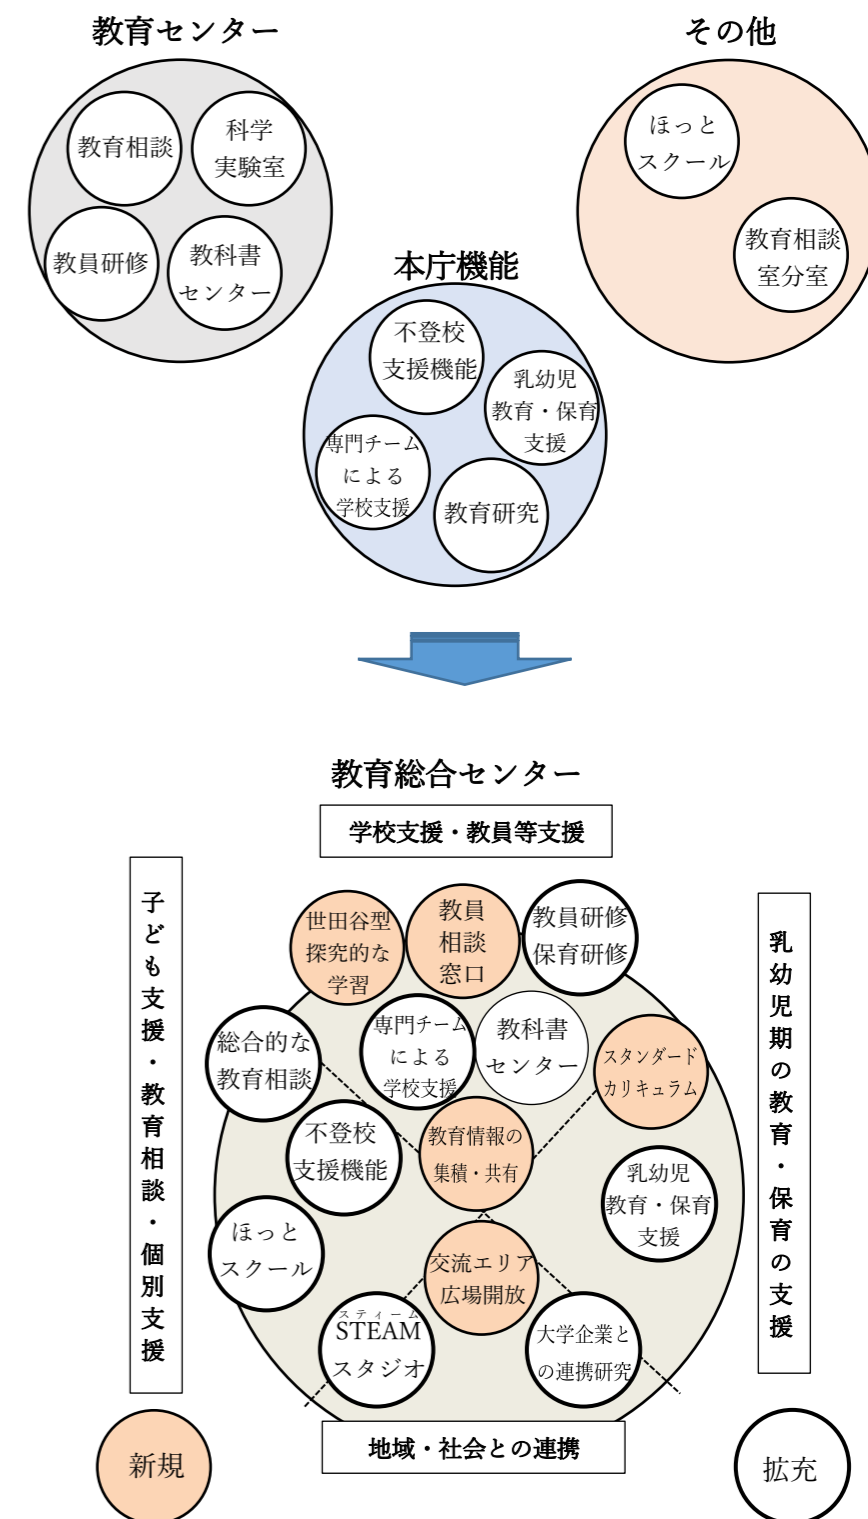 教育センター
教育相談
科学
実験室
教員研修
教科書
センター
その他
ほっと
スクール
教育相談
室分室
本庁機能
不登校
支援機能
乳幼児
教育・保育
支援
専門チーム
による
学校支援
教育研究
教育総合センター
学校支援・教員等支援
子ども支援・教育相談・個別支援
乳幼児期の教育・保育の支援
世田谷型
探究的な
学習
教員
相談
窓口
教員研修
保育研修
総合的な
教育相談
専門チーム
による
学校支援
教科書
センター
スタンダード
カリキュラム
不登校
支援機能
教育情報の
集積・共有
乳幼児
教育・保育
支援
ほっと
スクール
交流エリア
広場開放
スティーム
STEAM
スタジオ
大学企業と
の連携研究
地域・社会との連携
新規
拡充